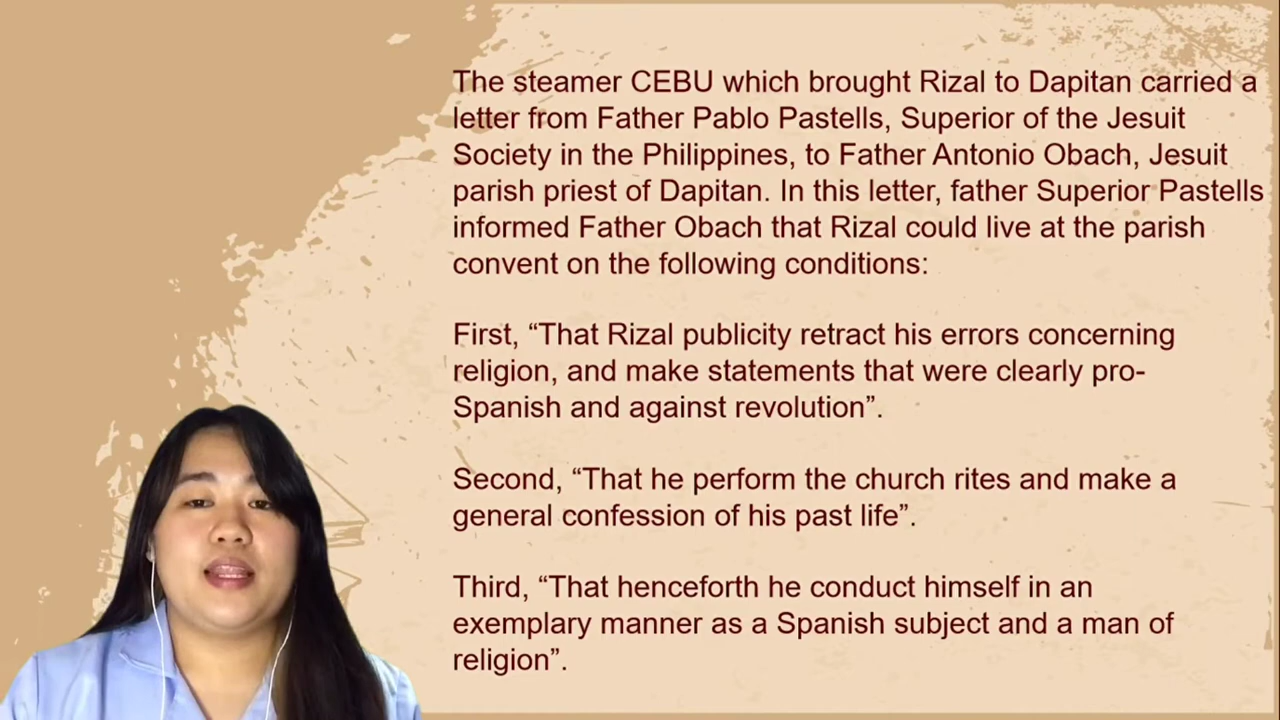 The steamer CEBU which brought Rizal to Dapitan carried a
letter from Father Pablo Pastells, Superior of the Jesuit
Society in the Philippines, to Father Antonio Obach, Jesuit
parish priest of Dapitan. In this letter, father Superior Pastells
informed Father Obach that Rizal could live at the parish
convent on the following conditions:
First, “That Rizal publicity retract his errors concerning
religion, and make statements that were clearly pro-
Spanish and against revolution”.
Second, “That he perform the church rites and make a
general confession of his past life”.
Third, “That henceforth he conduct himself in an
exemplary manner as a Spanish subject and a man of
religion”.